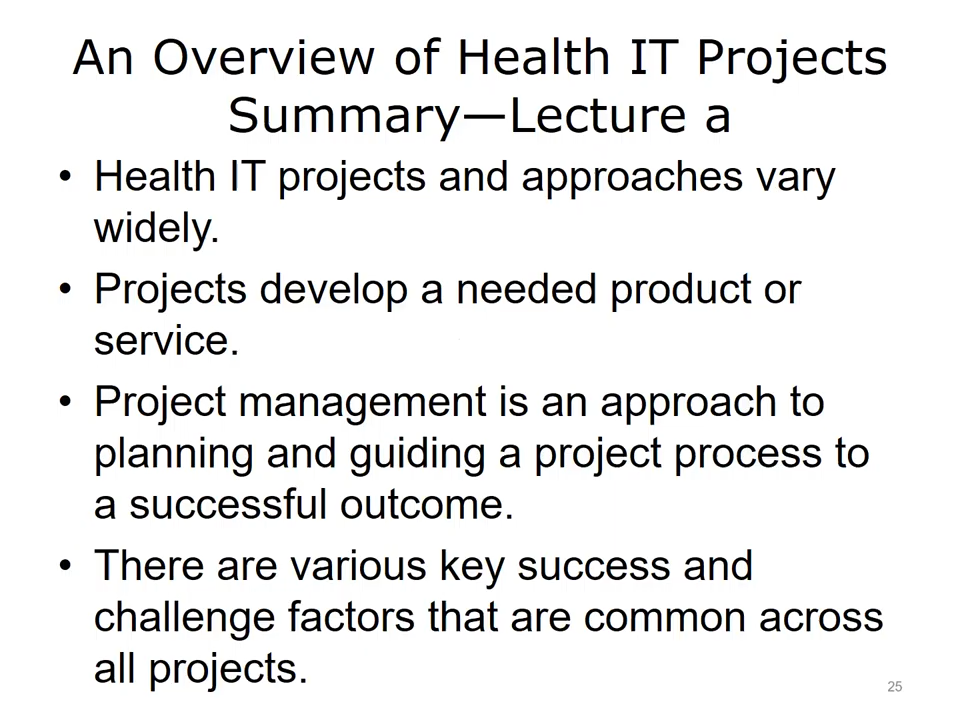 An Overview of Health IT Projects
Summary—Lecture a
• Health IT projects and approaches vary
widely.
• Projects develop a needed product or
service.
• Project management is an approach to
planning and guiding a project process to
a successful outcome.
• There are various key success and
challenge factors that are common across
all projects.
25